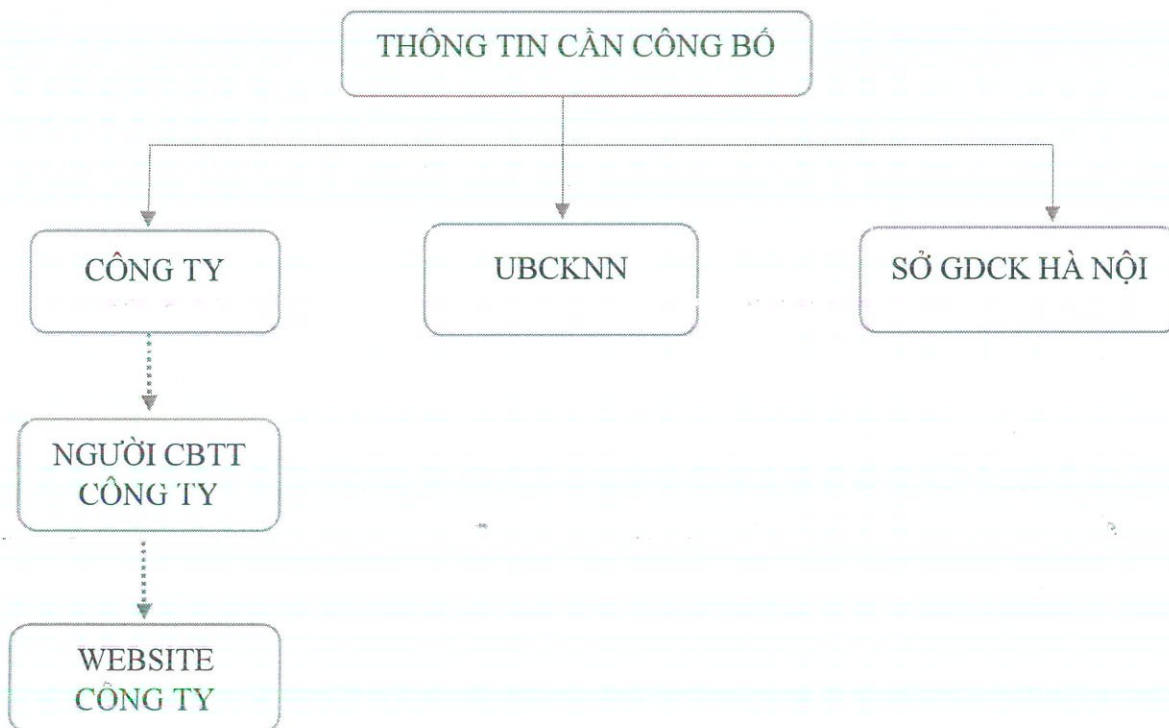 THÔNG TIN CẦN CÔNG BỐ
CÔNG TY
UBCKNN
SỞ GDCK HÀ NỘI
NGƯỜI CBTT
CÔNG TY
WEBSITE
CÔNG TY